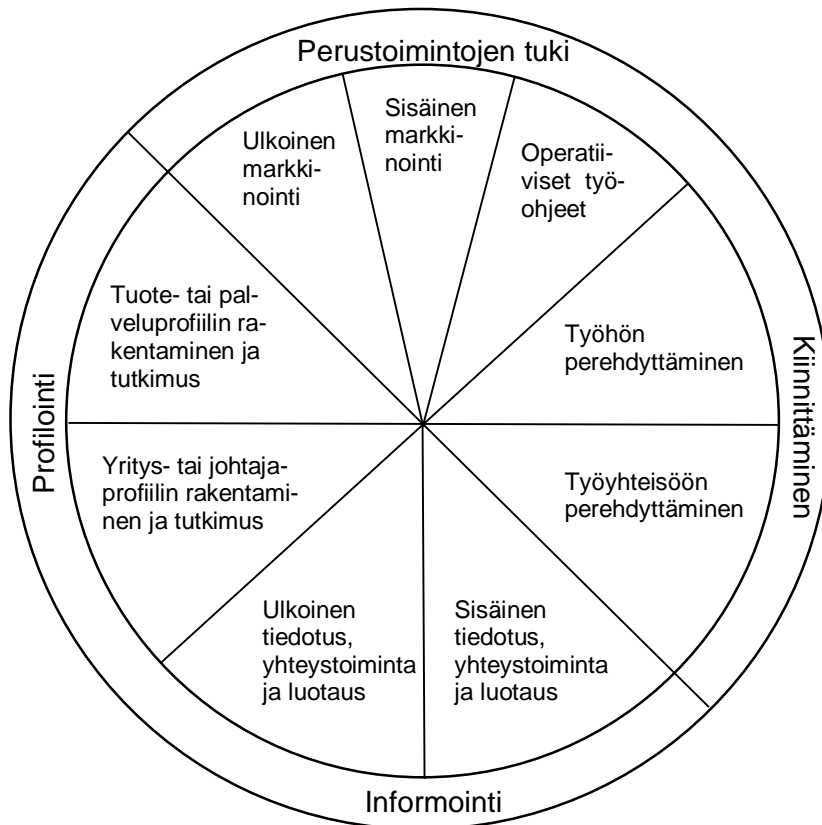 Perustoimintojen tuki
Ulkoinen
markki-
nointi
Sisäinen
markki-
nointi
Operatii-
viset työ-
ohjeet
Tuote- tai pal-
veluprofiilin ra-
kentaminen ja
tutkimus
Työhön
perehdyttäminen
Kiinnittäminen
Profilointi
Yritys- tai johtaja-
profiilin rakentami-
nen ja tutkimus
Työyhteisöön
perehdyttäminen
Ulkoinen
tiedotus,
yhteystoiminta
ja luotaus
Sisäinen
tiedotus,
yhteystoiminta
ja luotaus
Informointi